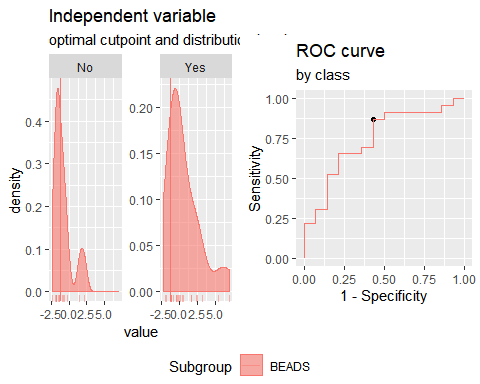 Independent variable
optimal cutpoint and distributio
No
Yes
density
0.4
0.3
0.2
0.1
0.0
0.20
0.15
0.10
0.05
0.00
-2.50.02.55.0
-2.50.02.55.0
value
ROC curve
by class
Sensitivity
1.00
0.75
0.50
0.25
0.00
0.00 0.25 0.50 0.75 1.00
1 - Specificity
Subgroup BEADS